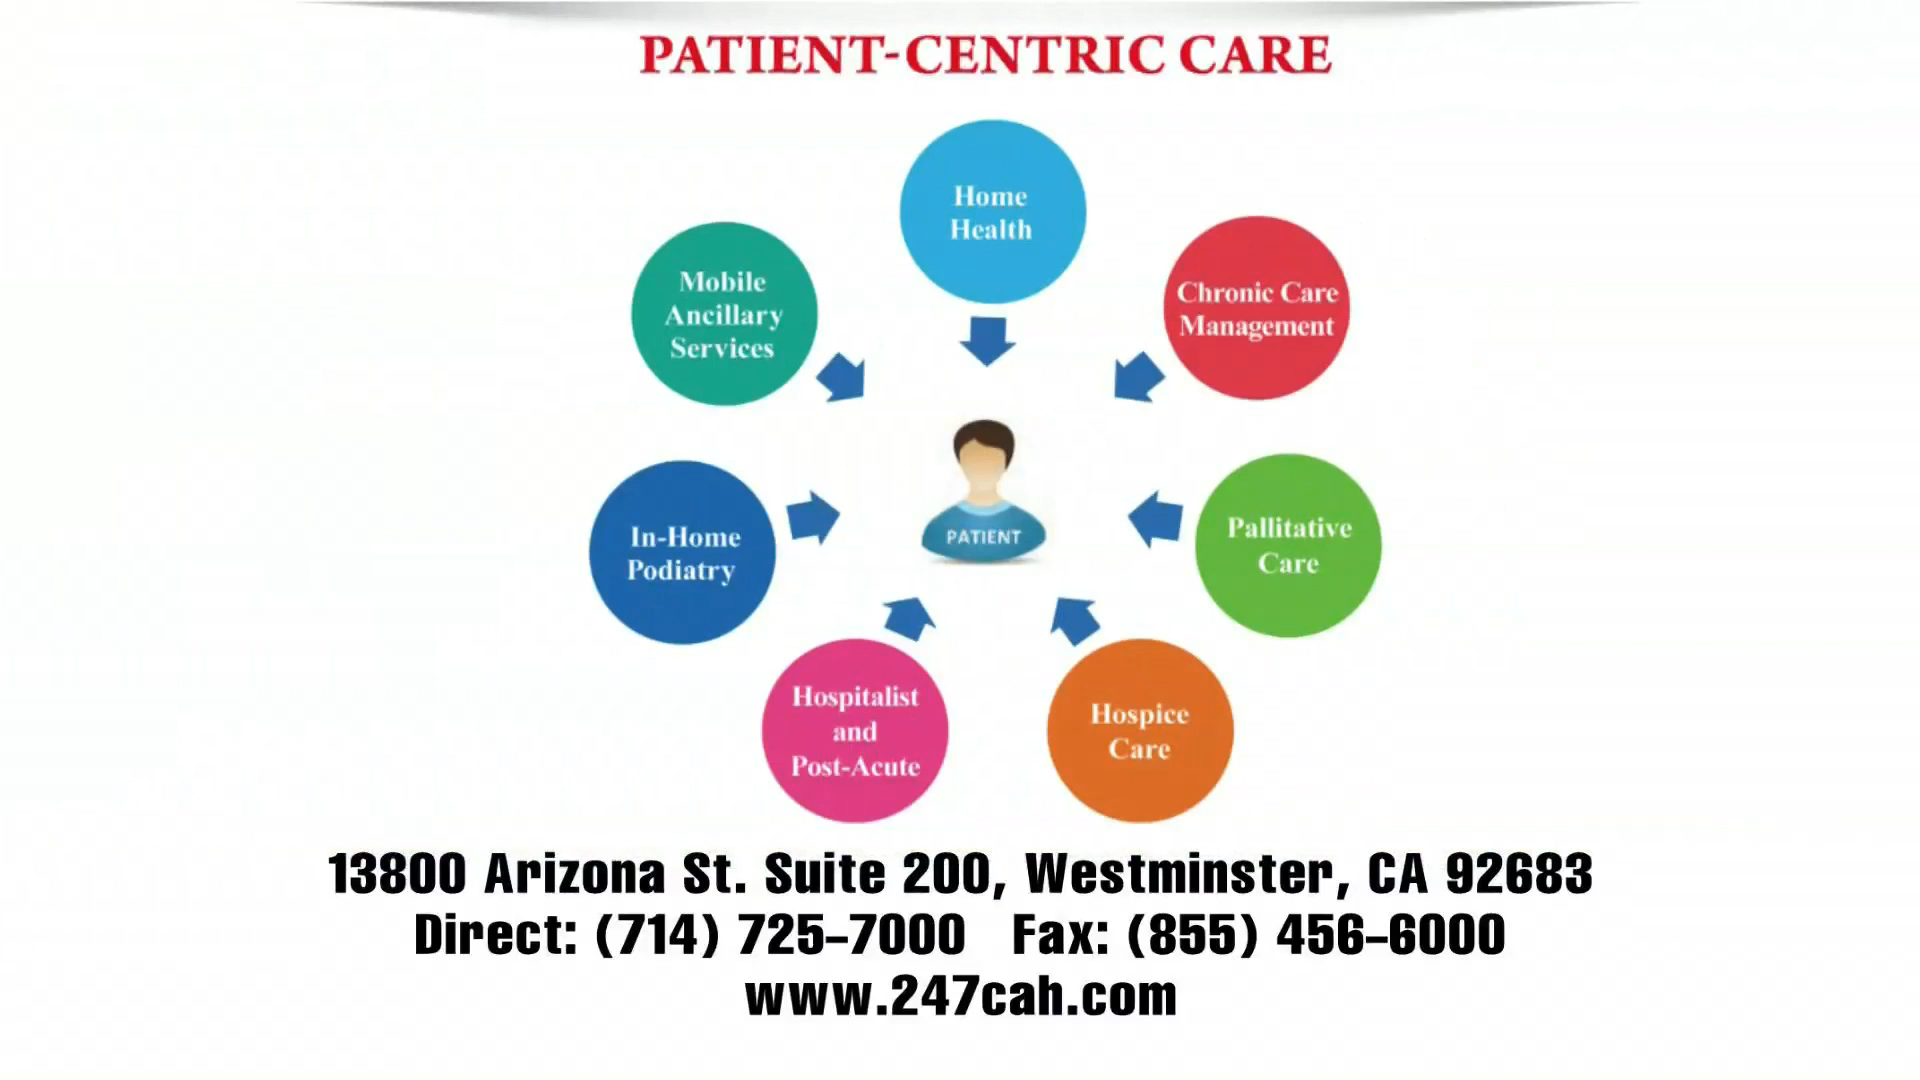 PATIENT-CENTRIC CARE
Home
Health
Chronic Care
Management
Pallitative
Care
Hospice
Care
Hospitalist
and
Post-Acute
In-Home
Podiatry
Mobile
Ancillary
Services
PATIENT
13800 Arizona St. Suite 200, Westminster, CA 92683
Direct: (714) 725-7000 Fax: (855) 456-6000
www.247cah.com